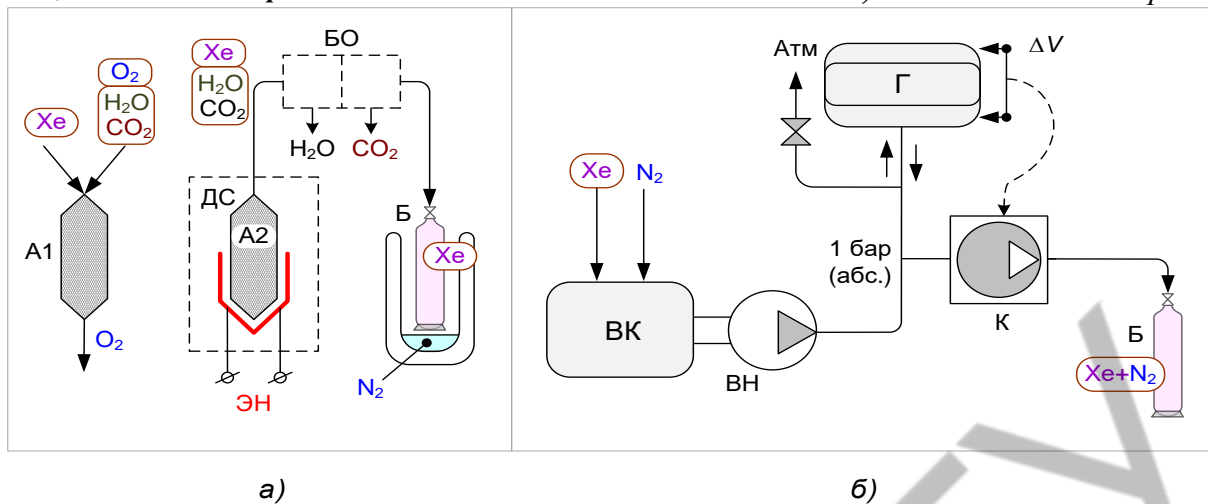 Xe
O₂
H₂O
CO₂
А1
O₂
Xe
H₂O
CO₂
БО
H₂O
CO₂
ДС
А2
ЭН
Б
Xe
N₂
а)
Атм
Г
ΔV
Xe
N₂
ВК
ВН
1 бар
(абс.)
К
Б
Xe+N₂
б)